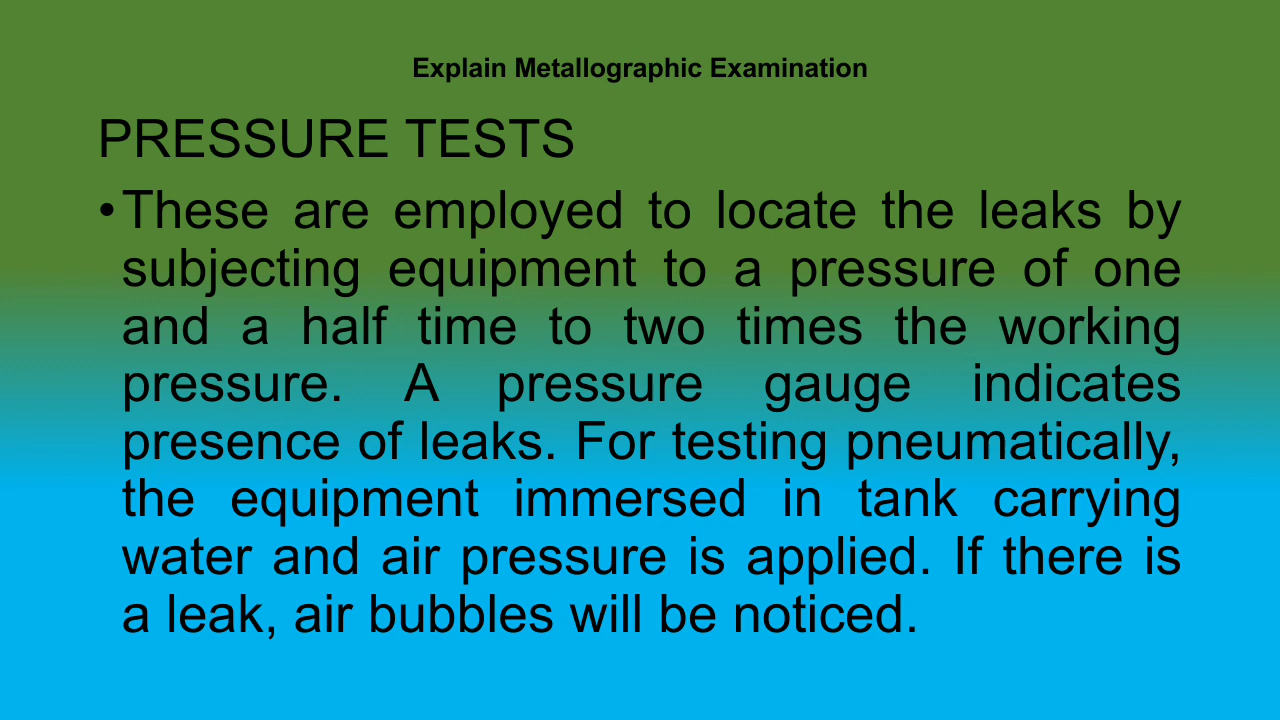 Explain Metallographic Examination
PRESSURE TESTS
•These are employed to locate the leaks by
subjecting equipment to a pressure of one
and a half time to two times the working
pressure. A pressure gauge indicates
presence of leaks. For testing pneumatically,
the equipment immersed in tank carrying
water and air pressure is applied. If there is
a leak, air bubbles will be noticed.